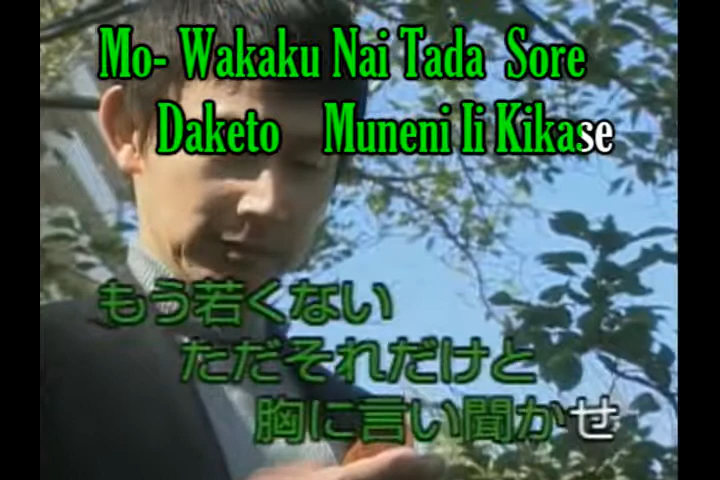 Mo- Wakaku Nai Tada Sore
Daketo Muneni Ii Kikase
もう若くない
ただそれだけと
胸に言い聞かせ